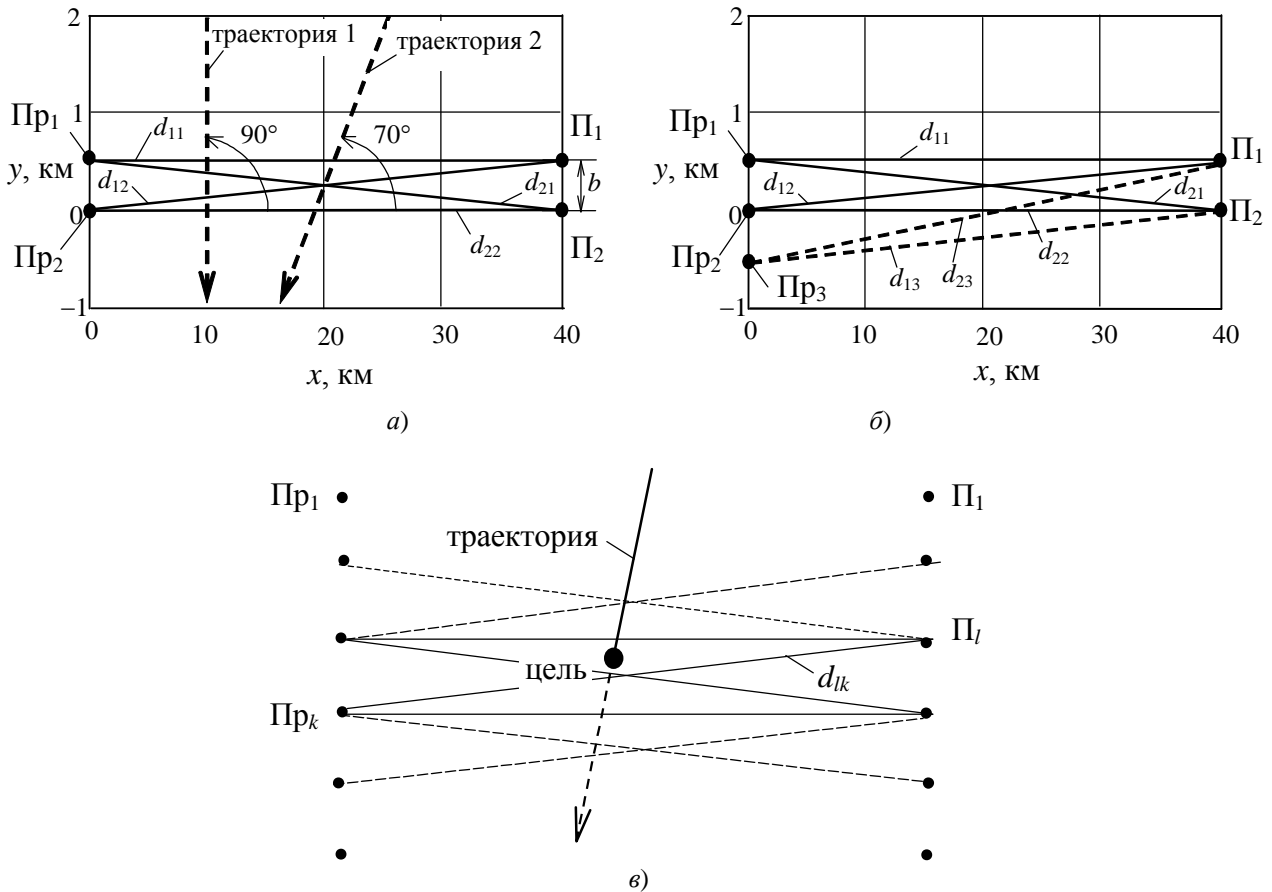 2
траектория 1
траектория 2
Пр₁
1
d₁₁
90°
70°
П₁
y, км
d₁₂
d₂₁
b
0
Пр₂
d₂₂
П₂
−1
0 10 20 30 40
x, км
а)
2
1
Пр₁
d₁₁
П₁
y, км
d₁₂
d₂₁
0
П₂
Пр₂
d₂₂
d₂₃
d₁₃
Пр₃
−1
0 10 20 30 40
x, км
б)
Пр₁
П₁
траектория
Пₗ
цель
dₗₖ
Прₖ
в)